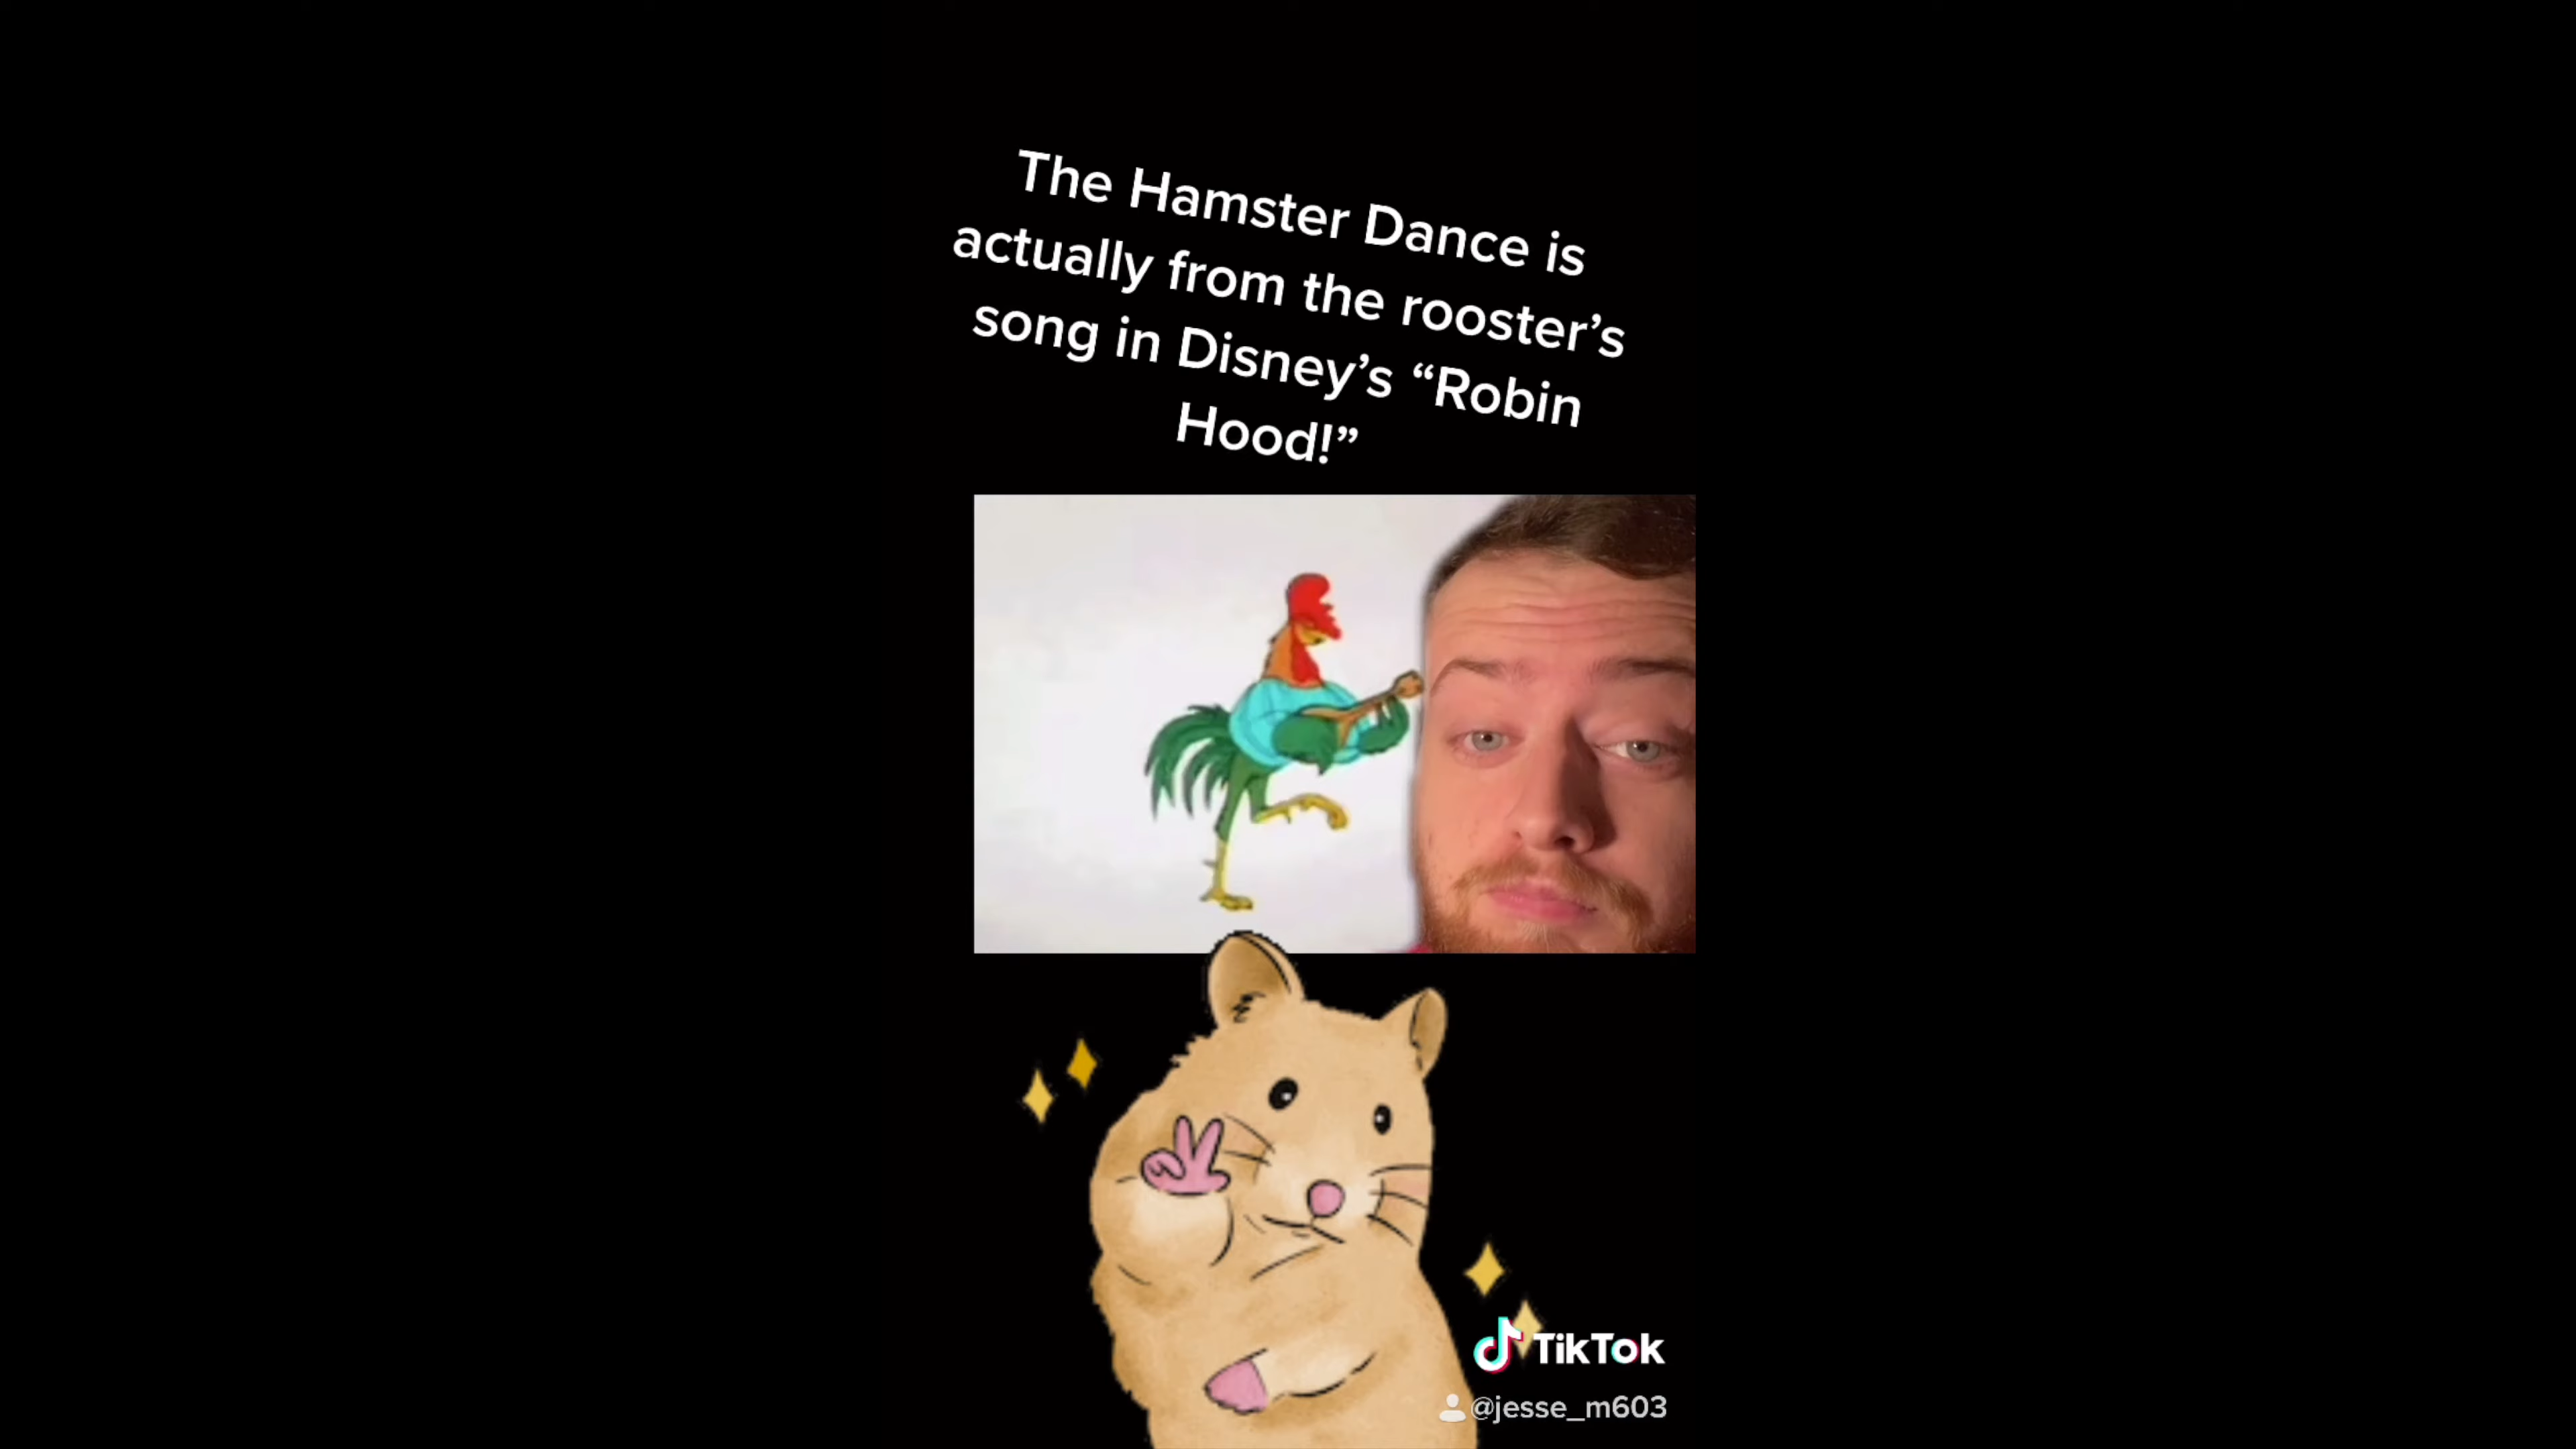 The Hamster Dance is
actually from the rooster’s
song in Disney’s “Robin
Hood!”
TikTok
@jesse_m603